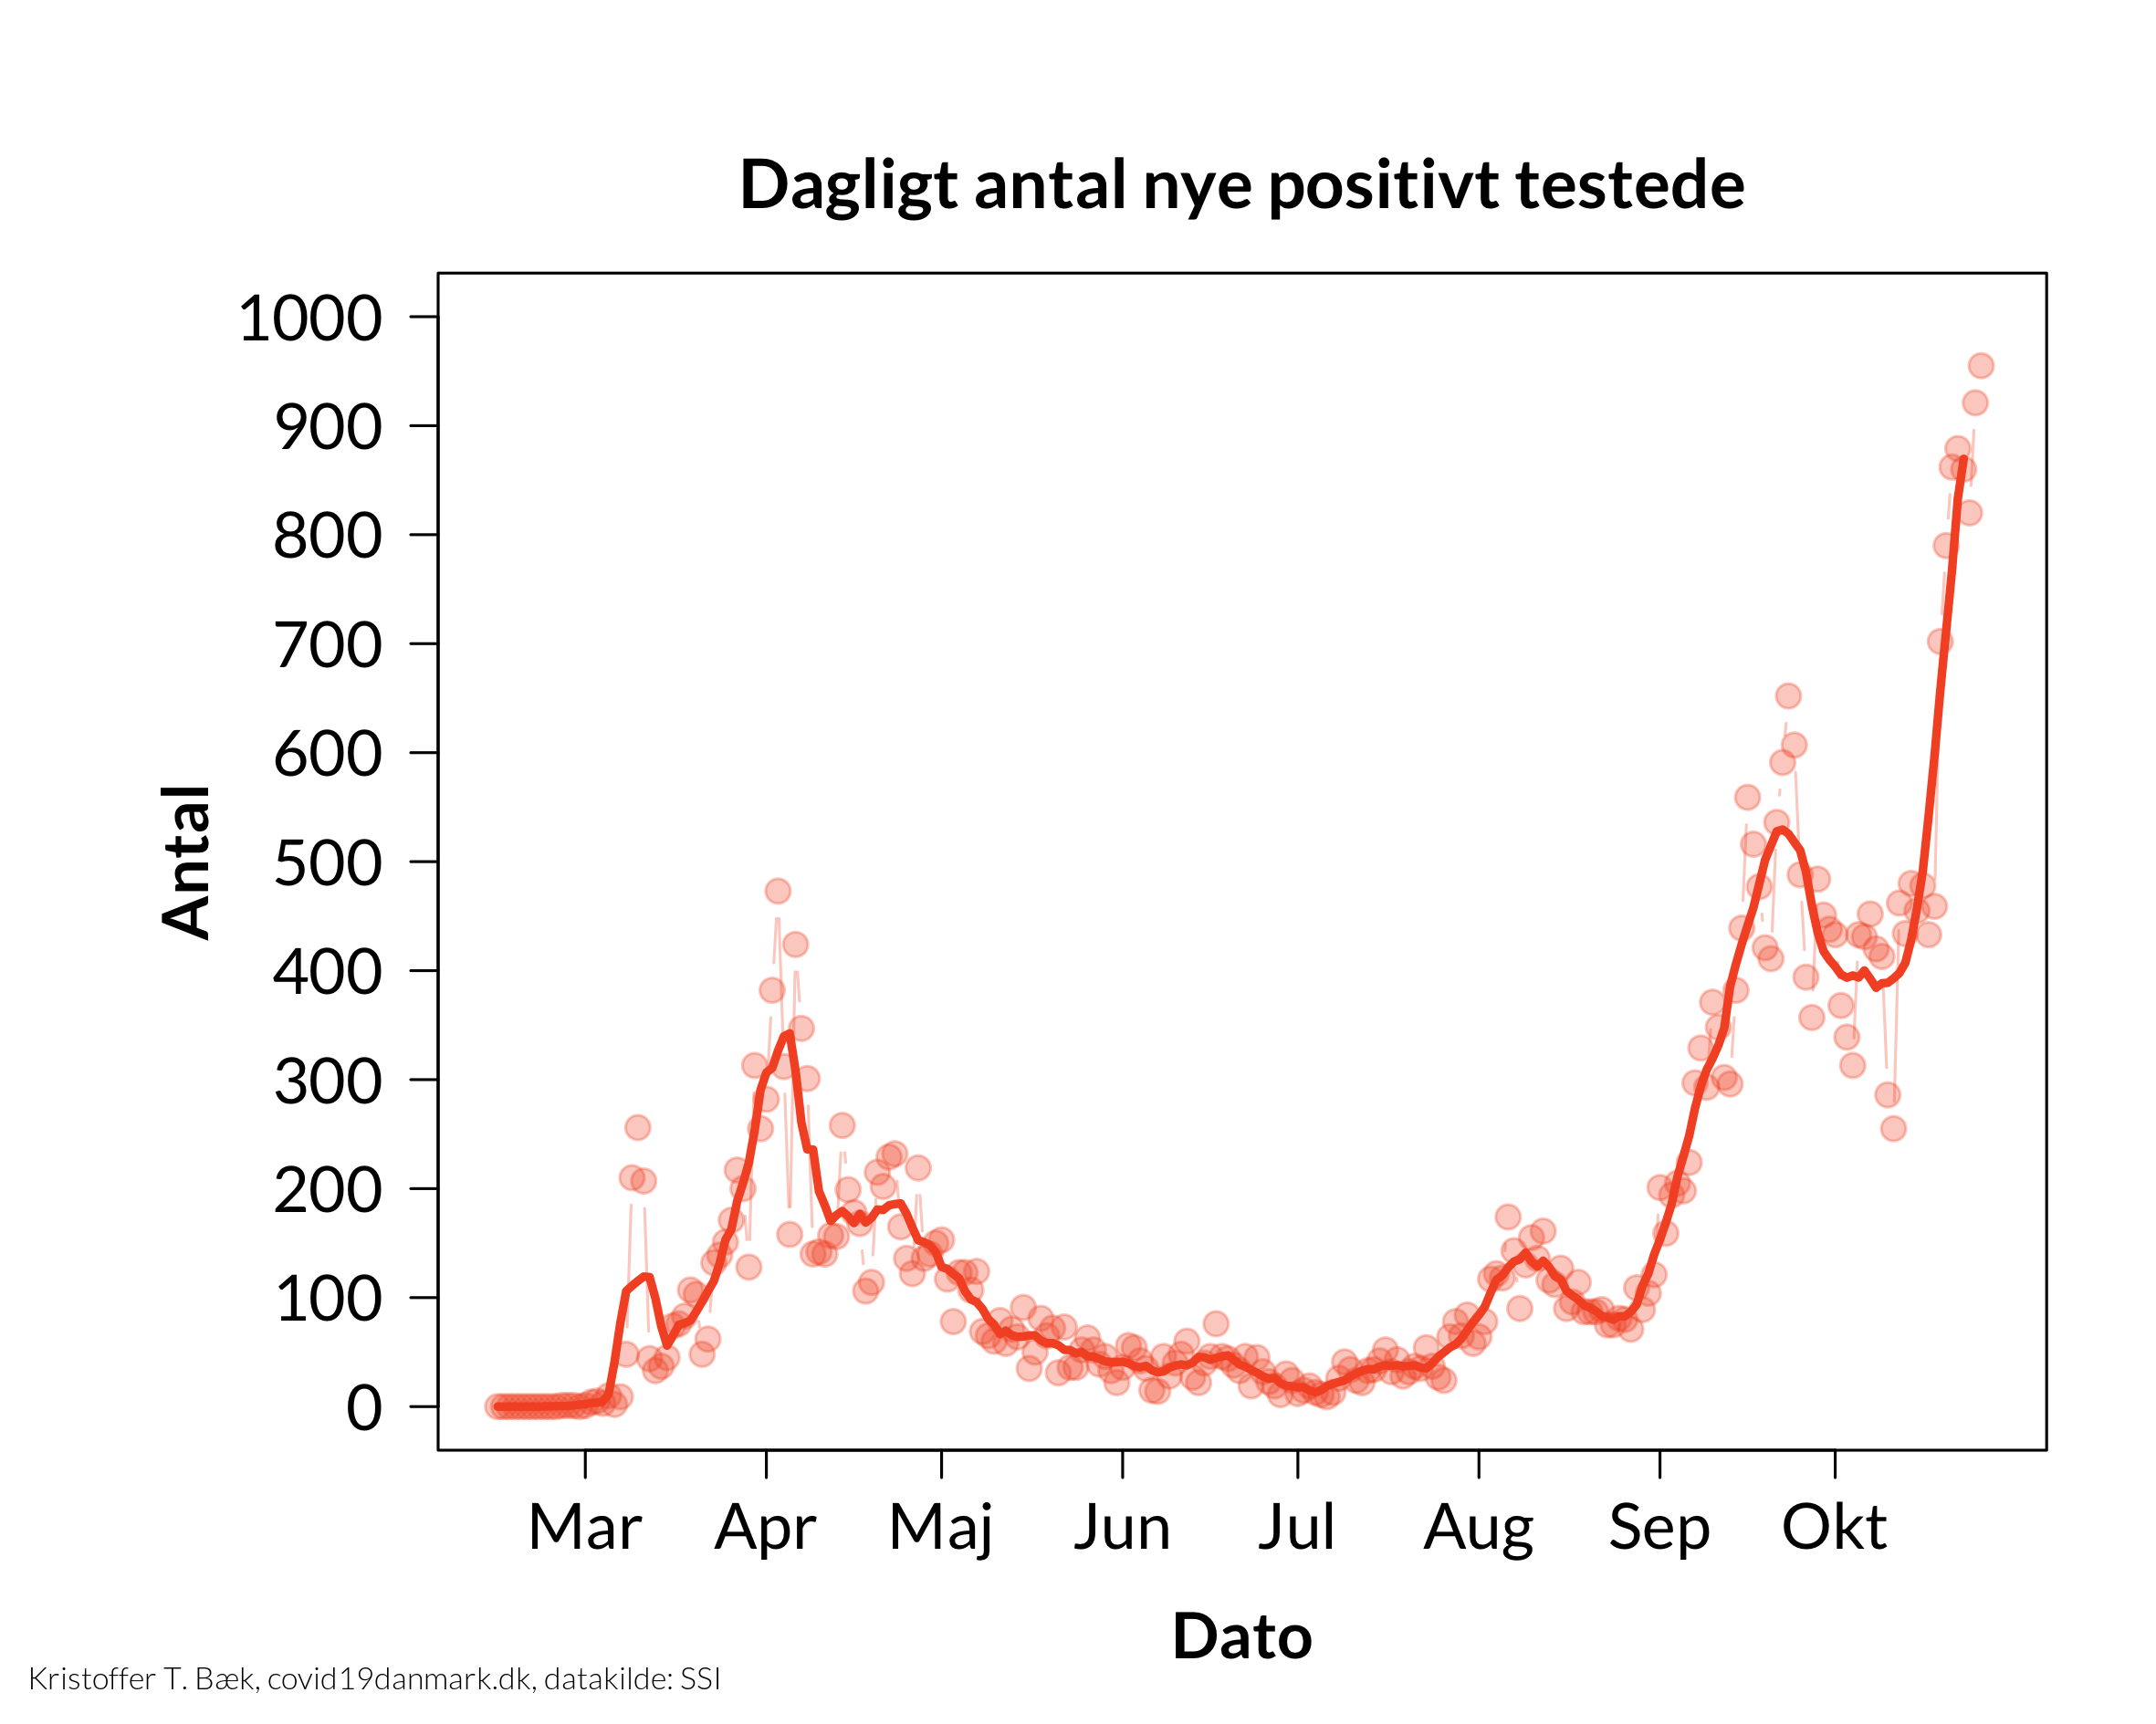 Dagligt antal nye positivt testede
1000
900
800
700
600
500
400
300
200
100
0
Antal
Mar Apr Maj Jun Jul Aug Sep Okt
Dato
Kristoffer T. Bæk, covid19danmark.dk, datakilde: SSI